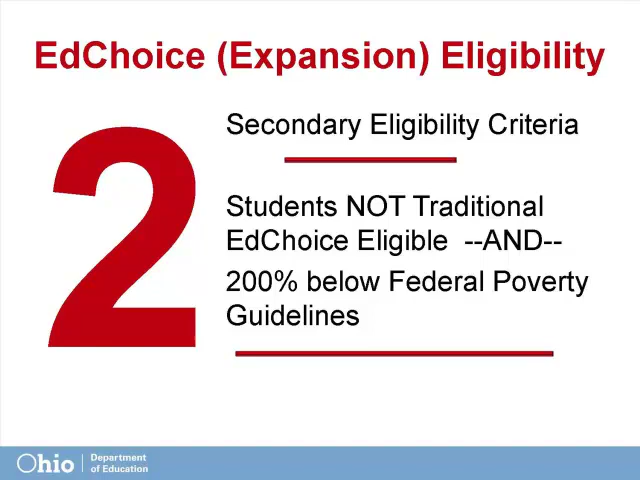 EdChoice (Expansion) Eligibility
2
Secondary Eligibility Criteria
Students NOT Traditional
EdChoice Eligible --AND--
200% below Federal Poverty
Guidelines
Ohio
Department
of Education